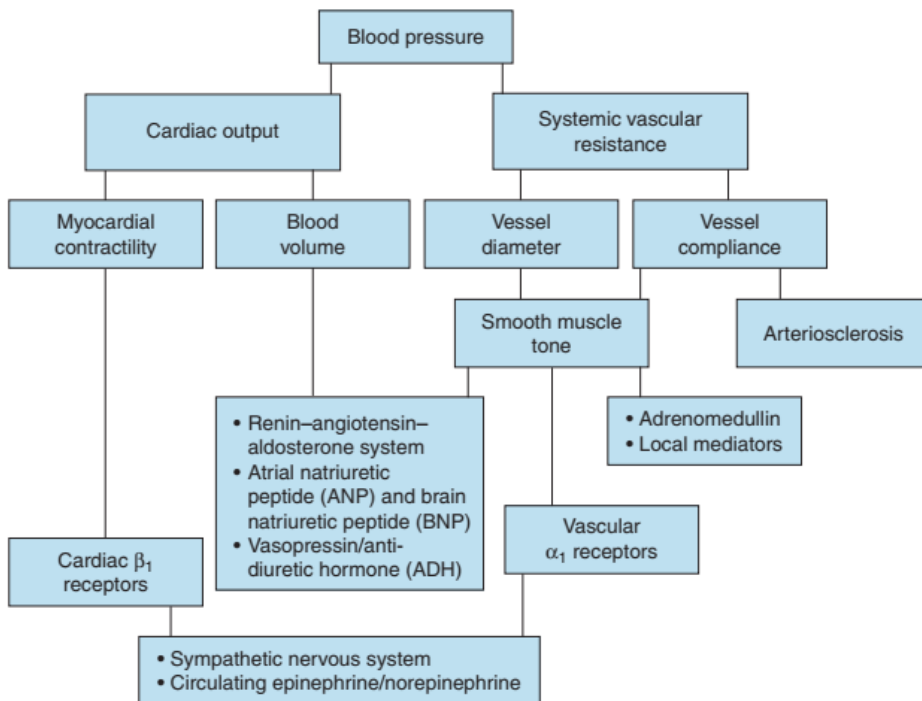 Blood pressure
Cardiac output
Systemic vascular
resistance
Myocardial
contractility
Blood
volume
Vessel
diameter
Vessel
compliance
Smooth muscle
tone
Arteriosclerosis
• Renin–angiotensin–
aldosterone system
• Atrial natriuretic
peptide (ANP) and brain
natriuretic peptide (BNP)
• Vasopressin/anti-
diuretic hormone (ADH)
• Adrenomedullin
• Local mediators
Cardiac β₁
receptors
Vascular
α₁ receptors
• Sympathetic nervous system
• Circulating epinephrine/norepinephrine